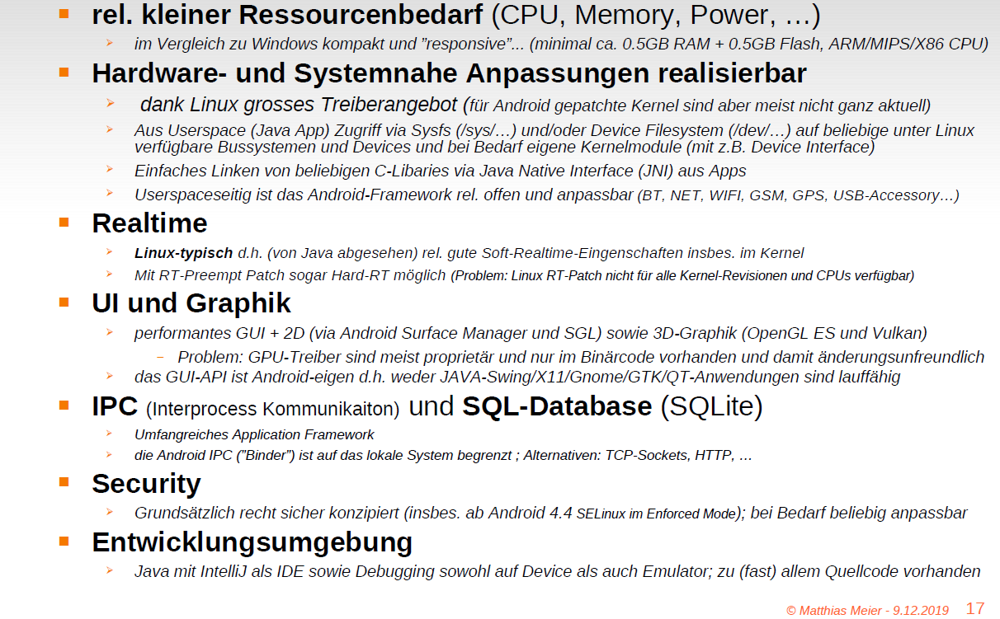 rel. kleiner Ressourcenbedarf (CPU, Memory, Power, …)
im Vergleich zu Windows kompakt und ”responsive”... (minimal ca. 0.5GB RAM + 0.5GB Flash, ARM/MIPS/X86 CPU)
Hardware- und Systemnahe Anpassungen realisierbar
dank Linux grosses Treiberangebot (für Android gepatchte Kernel sind aber meist nicht ganz aktuell)
Aus Userspace (Java App) Zugriff via Sysfs (/sys/…) und/oder Device Filesystem (/dev/…) auf beliebige unter Linux
verfügbare Bussystemen und Devices und bei Bedarf eigene Kernelmodule (mit z.B. Device Interface)
Einfaches Linken von beliebigen C-Libaries via Java Native Interface (JNI) aus Apps
Userspaceseitig ist das Android-Framework rel. offen und anpassbar (BT, NET, WIFI, GSM, GPS, USB-Accessory…)
Realtime
Linux-typisch d.h. (von Java abgesehen) rel. gute Soft-Realtime-Eingenschaften insbes. im Kernel
Mit RT-Preempt Patch sogar Hard-RT möglich (Problem: Linux RT-Patch nicht für alle Kernel-Revisionen und CPUs verfügbar)
UI und Graphik
performantes GUI + 2D (via Android Surface Manager und SGL) sowie 3D-Graphik (OpenGL ES und Vulkan)
– Problem: GPU-Treiber sind meist proprietär und nur im Binärcode vorhanden und damit änderungsunfreundlich
das GUI-API ist Android-eigen d.h. weder JAVA-Swing/X11/Gnome/GTK/QT-Anwendungen sind lauffähig
IPC (Interprocess Kommunikaiton) und SQL-Database (SQLite)
Umfangreiches Application Framework
die Android IPC (”Binder”) ist auf das lokale System begrenzt ; Alternativen: TCP-Sockets, HTTP, …
Security
Grundsätzlich recht sicher konzipiert (insbes. ab Android 4.4 SELinux im Enforced Mode); bei Bedarf beliebig anpassbar
Entwicklungsumgebung
Java mit IntelliJ als IDE sowie Debugging sowohl auf Device als auch Emulator; zu (fast) allem Quellcode vorhanden
© Matthias Meier - 9.12.2019 17